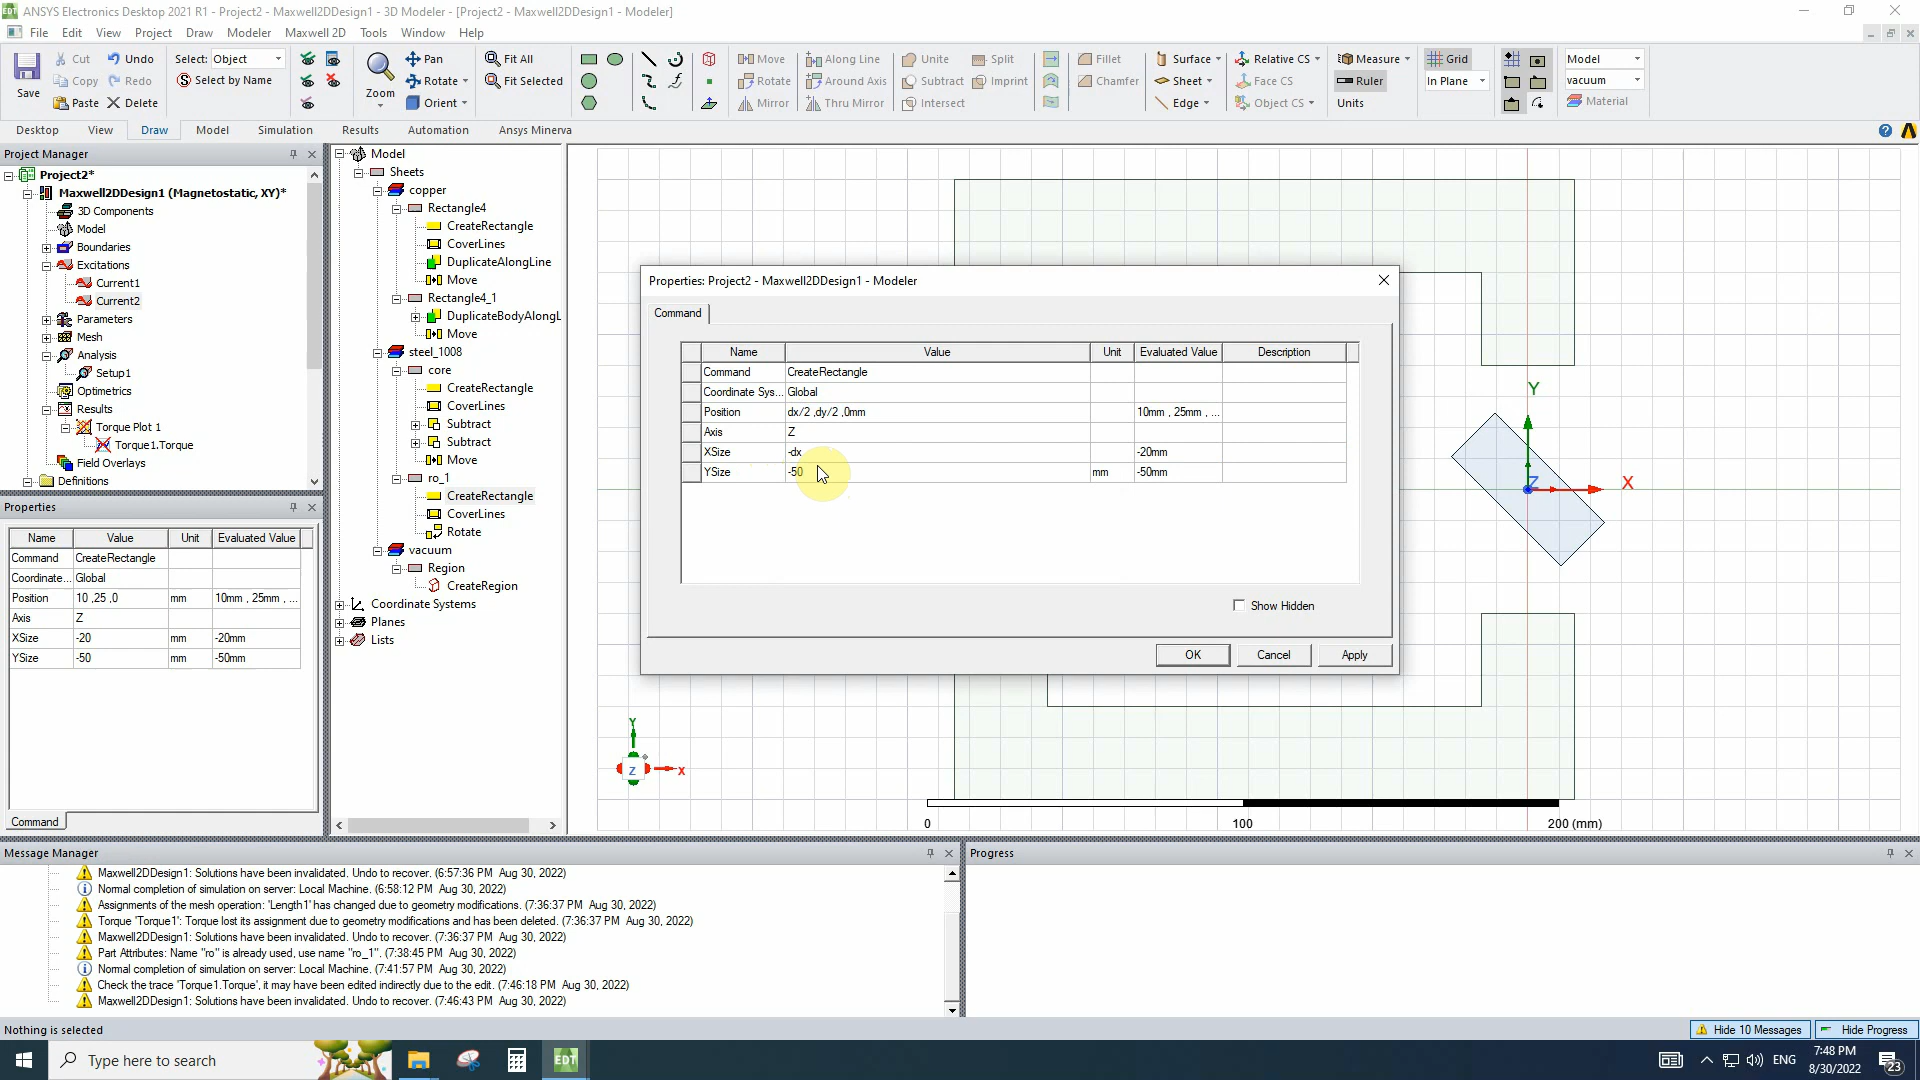 ANSYS Electronics Desktop 2021 R1 - Project2 - Maxwell2DDesign1 - 3D Modeler - [Project2 - Maxwell2DDesign1 - Modeler]
File Edit View Project Draw Modeler Maxwell 2D Tools Window Help
Save
Cut Undo
Copy Redo
Paste Delete
Select: Object
Select by Name
Zoom
Pan
Rotate
Orient
Fit All
Fit Selected
Move Along Line
Rotate Around Axis
Mirror Thru Mirror
Unite Split
Subtract Imprint
Intersect
Fillet
Chamfer
Surface
Sheet
Edge
Relative CS
Face CS
Object CS
Measure
Ruler
Units
Grid
In Plane
Model
vacuum
Material
Desktop View Draw Model Simulation Results Automation Ansys Minerva
Project Manager
Project2*
Maxwell2DDesign1 (Magnetostatic, XY)*
3D Components
Model
Boundaries
Excitations
Current1
Current2
Parameters
Mesh
Analysis
Setup1
Optimetrics
Results
Torque Plot 1
Torque1.Torque
Field Overlays
Definitions
Properties
Name Value Unit Evaluated Value
Command CreateRectangle
Coordinate... Global
Position 10 ,25 ,0 mm 10mm , 25mm , ...
Axis Z
XSize -20 mm -20mm
YSize -50 mm -50mm
Command
Model
Sheets
copper
Rectangle4
CreateRectangle
CoverLines
DuplicateAlongLine
Move
Rectangle4_1
DuplicateBodyAlongL
Move
steel_1008
core
CreateRectangle
CoverLines
Subtract
Subtract
Move
ro_1
CreateRectangle
CoverLines
Rotate
vacuum
Region
CreateRegion
Coordinate Systems
Planes
Lists
Properties: Project2 - Maxwell2DDesign1 - Modeler
Command
Name Value Unit Evaluated Value Description
Command CreateRectangle
Coordinate Sys... Global
Position dx/2 ,dy/2 ,0mm 10mm , 25mm , ...
Axis Z
XSize -dx -20mm
YSize -50 mm -50mm
Show Hidden
OK Cancel Apply
Y
Z
X
Y
Z
X
0 100 200 (mm)
Message Manager
Maxwell2DDesign1: Solutions have been invalidated. Undo to recover. (6:57:36 PM Aug 30, 2022)
Normal completion of simulation on server: Local Machine. (6:58:12 PM Aug 30, 2022)
Assignments of the mesh operation: 'Length1' has changed due to geometry modifications. (7:36:37 PM Aug 30, 2022)
Torque 'Torque1': Torque lost its assignment due to geometry modifications and has been deleted. (7:36:37 PM Aug 30, 2022)
Maxwell2DDesign1: Solutions have been invalidated. Undo to recover. (7:36:37 PM Aug 30, 2022)
Part Attributes: Name "ro" is already used, use name "ro_1". (7:38:45 PM Aug 30, 2022)
Normal completion of simulation on server: Local Machine. (7:41:57 PM Aug 30, 2022)
Check the trace 'Torque1.Torque', it may have been edited indirectly due to the edit. (7:46:18 PM Aug 30, 2022)
Maxwell2DDesign1: Solutions have been invalidated. Undo to recover. (7:46:43 PM Aug 30, 2022)
Progress
Nothing is selected
Hide 10 Messages
Hide Progress
Type here to search
EDT
ENG
7:48 PM
8/30/2022
23